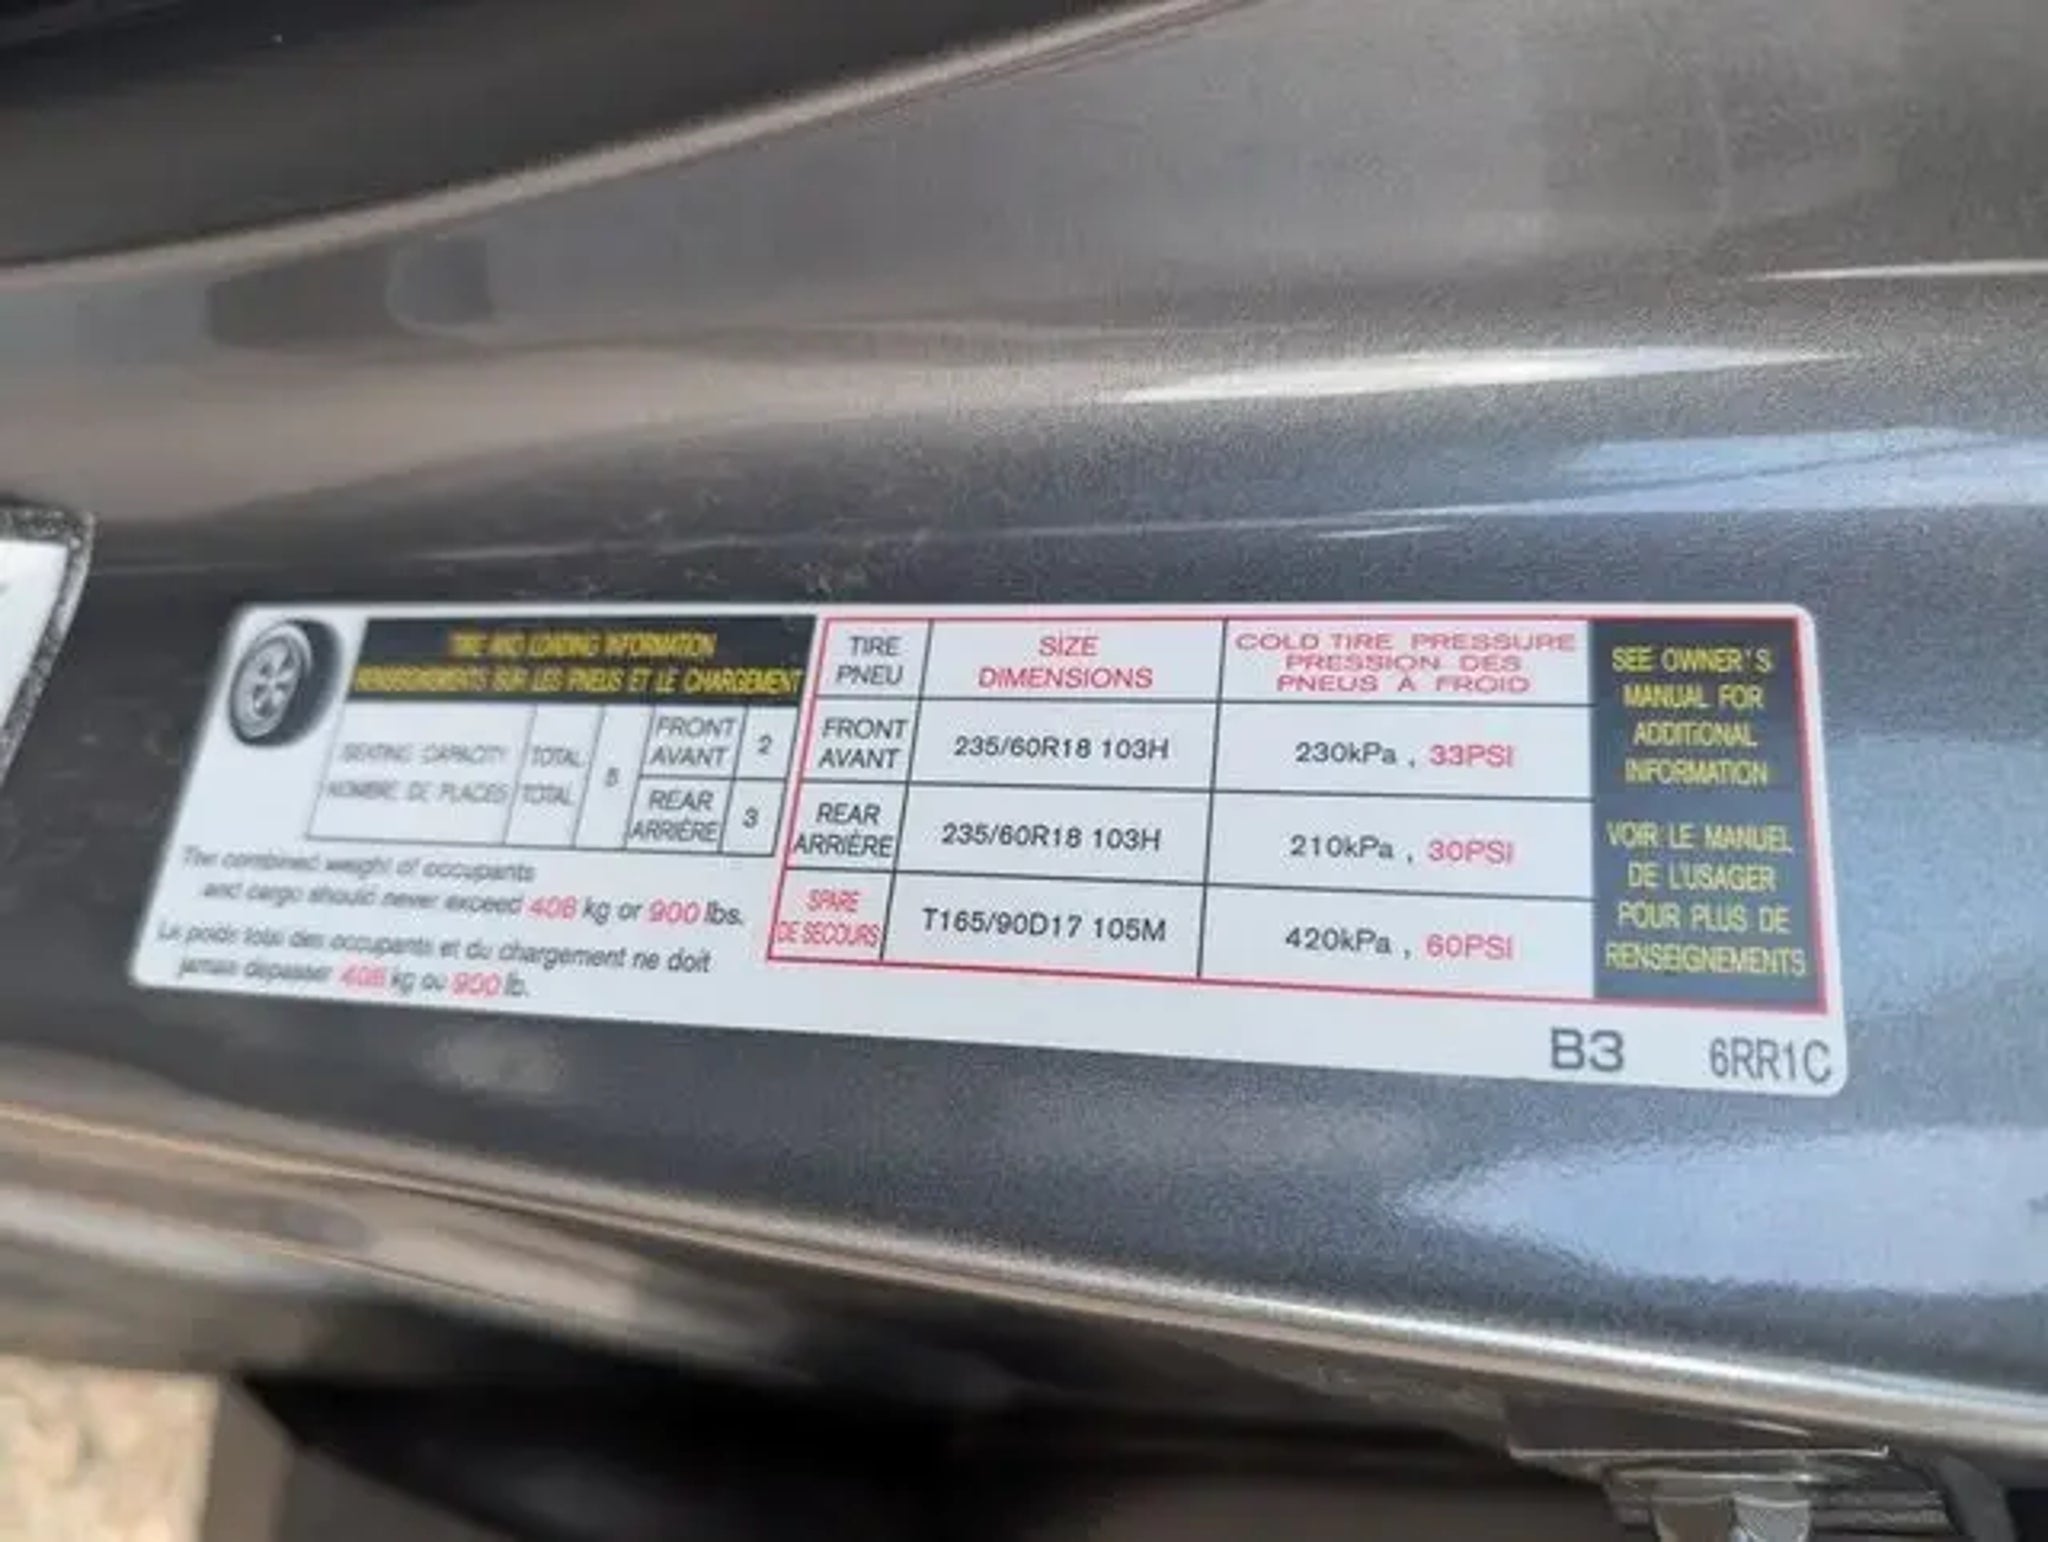 TIRE AND LOADING INFORMATION
RENSEIGNEMENTS SUR LES PNEUS ET LE CHARGEMENT
SEATING CAPACITY
NOMBRE DE PLACES
TOTAL
TOTAL
5
FRONT
AVANT
2
REAR
ARRIÈRE
3
The combined weight of occupants
and cargo should never exceed 408 kg or 900 lbs.
Le poids total des occupants et du chargement ne doit
jamais dépasser 408 kg ou 900 lb.
TIRE
PNEU
SIZE
DIMENSIONS
COLD TIRE PRESSURE
PRESSION DES
PNEUS À FROID
FRONT
AVANT
235/60R18 103H
230kPa , 33PSI
REAR
ARRIÈRE
235/60R18 103H
210kPa , 30PSI
SPARE
DE SECOURS
T165/90D17 105M
420kPa , 60PSI
SEE OWNER'S
MANUAL FOR
ADDITIONAL
INFORMATION
VOIR LE MANUEL
DE L'USAGER
POUR PLUS DE
RENSEIGNEMENTS
B3 6RR1C